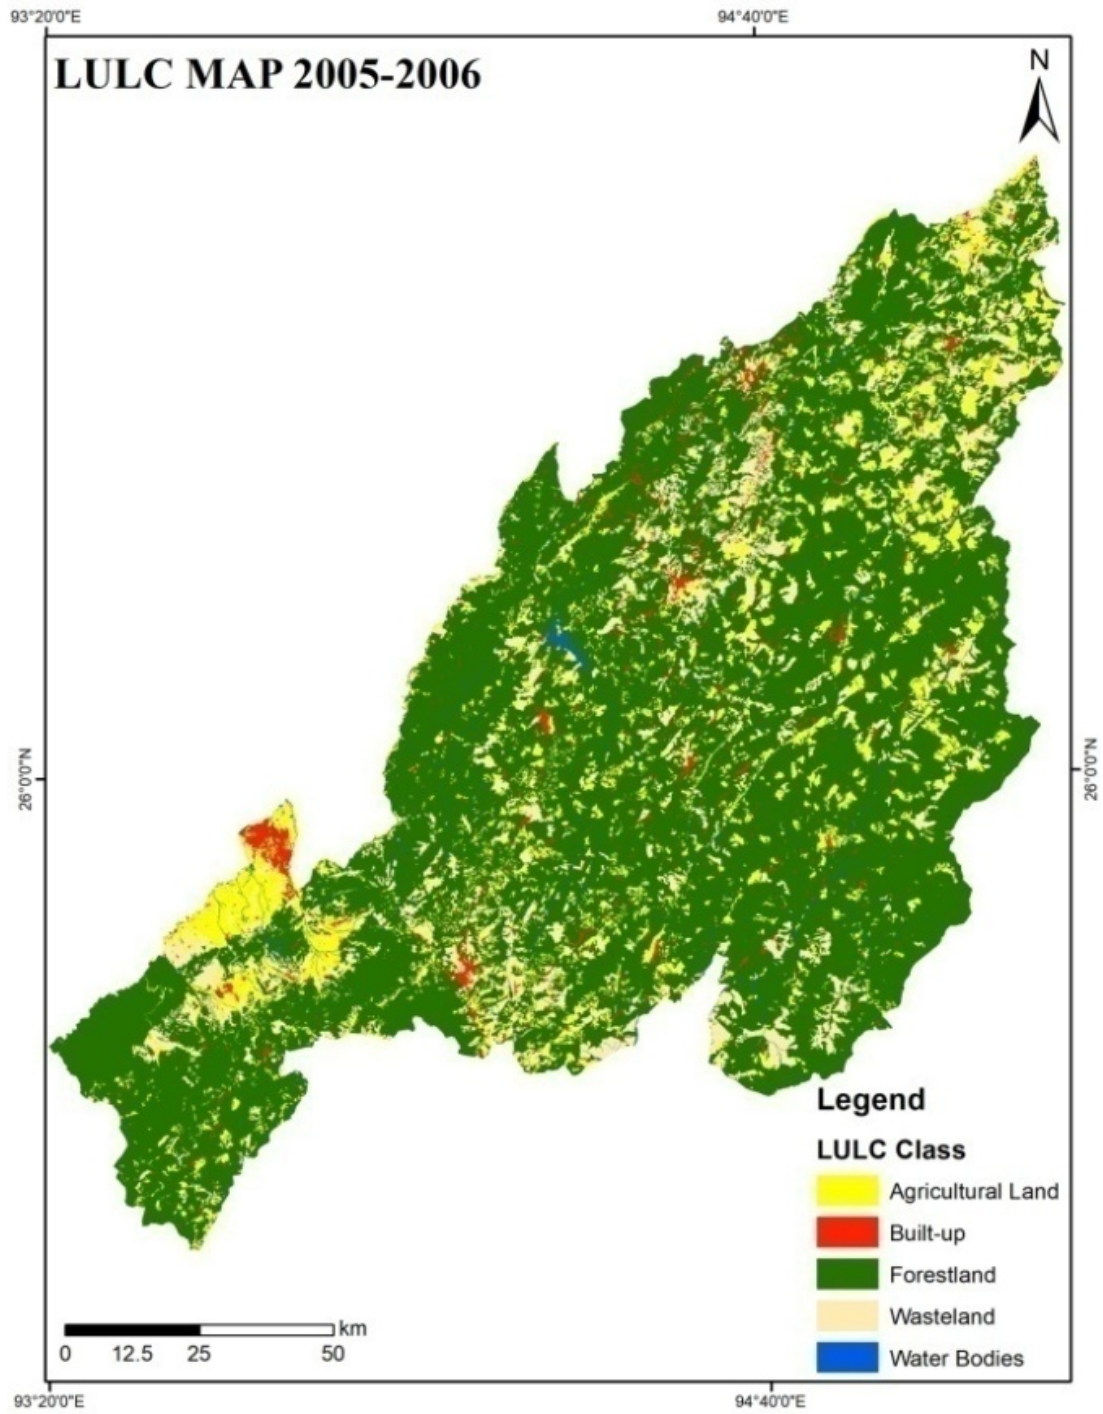 93°20'0"E
94°40'0"E
LULC MAP 2005-2006
N
26°0'0"N
26°0'0"N
Legend
LULC Class
Agricultural Land
Built-up
Forestland
Wasteland
Water Bodies
km
0 12.5 25 50
93°20'0"E
94°40'0"E